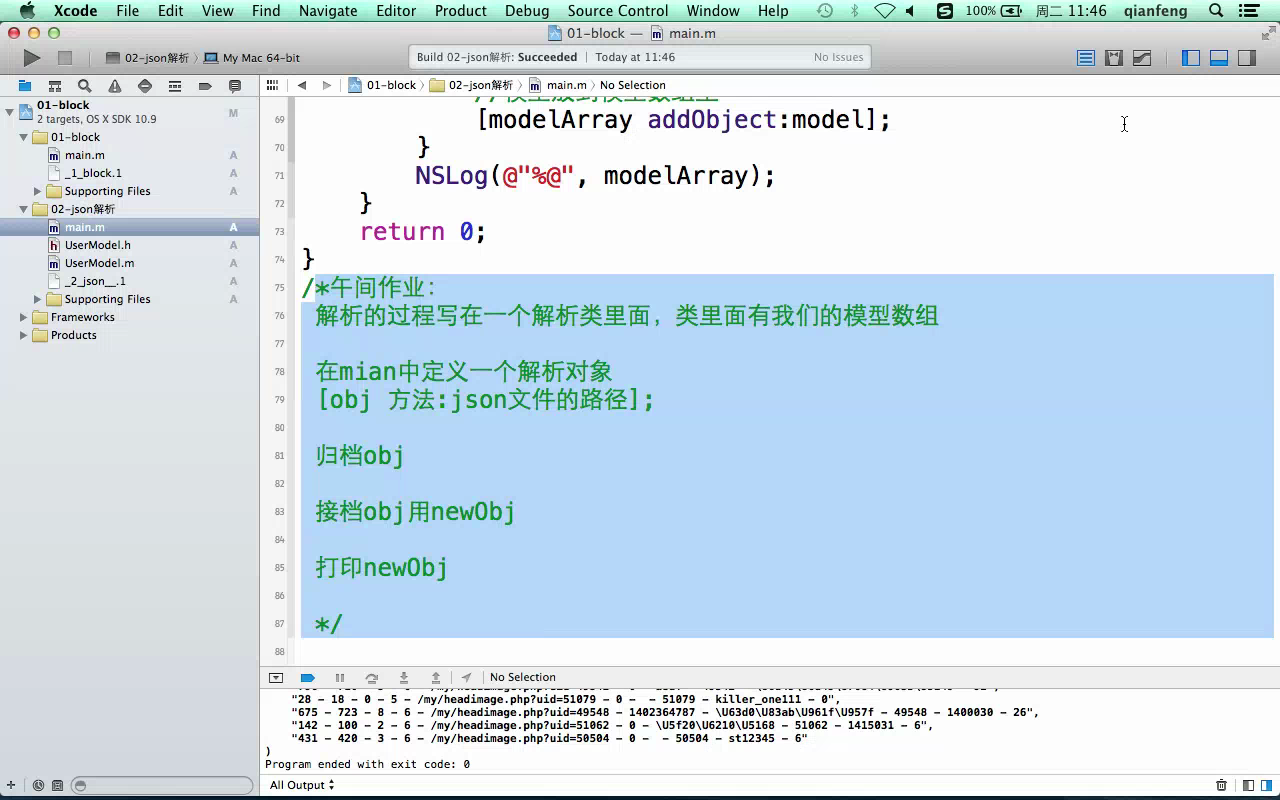 Xcode File Edit View Find Navigate Editor Product Debug Source Control Window Help 100% 周二 11:46 qianfeng
01-block — main.m
02-json解析 〉 My Mac 64-bit
Build 02-json解析: Succeeded | Today at 11:46 No Issues
01-block 〉 02-json解析 〉 main.m 〉 No Selection
01-block M
2 targets, OS X SDK 10.9
01-block
main.m A
_1_block.1 A
Supporting Files A
02-json解析
main.m A
UserModel.h A
UserModel.m A
_2_json__.1 A
Supporting Files A
Frameworks
Products
69 [modelArray addObject:model];
70 }
71 NSLog(@"%@", modelArray);
72 }
73 return 0;
74 }
75 /*午间作业:
76 解析的过程写在一个解析类里面，类里面有我们的模型数组
77
78 在mian中定义一个解析对象
79 [obj 方法:json文件的路径];
80
81 归档obj
82
83 接档obj用newObj
84
85 打印newObj
86
87 */
88
No Selection
"28 - 18 - 0 - 5 - /my/headimage.php?uid=51079 - 0 -  - 51079 - killer_one111 - 0",
"675 - 723 - 8 - 6 - /my/headimage.php?uid=49548 - 1402364787 - \U63d0\U83ab\U961f\U957f - 49548 - 1400030 - 26",
"142 - 100 - 2 - 6 - /my/headimage.php?uid=51062 - 0 - \U5f20\U6210\U5168 - 51062 - 1415031 - 6",
"431 - 420 - 3 - 6 - /my/headimage.php?uid=50504 - 0 -  - 50504 - st12345 - 6"
)
Program ended with exit code: 0
All Output